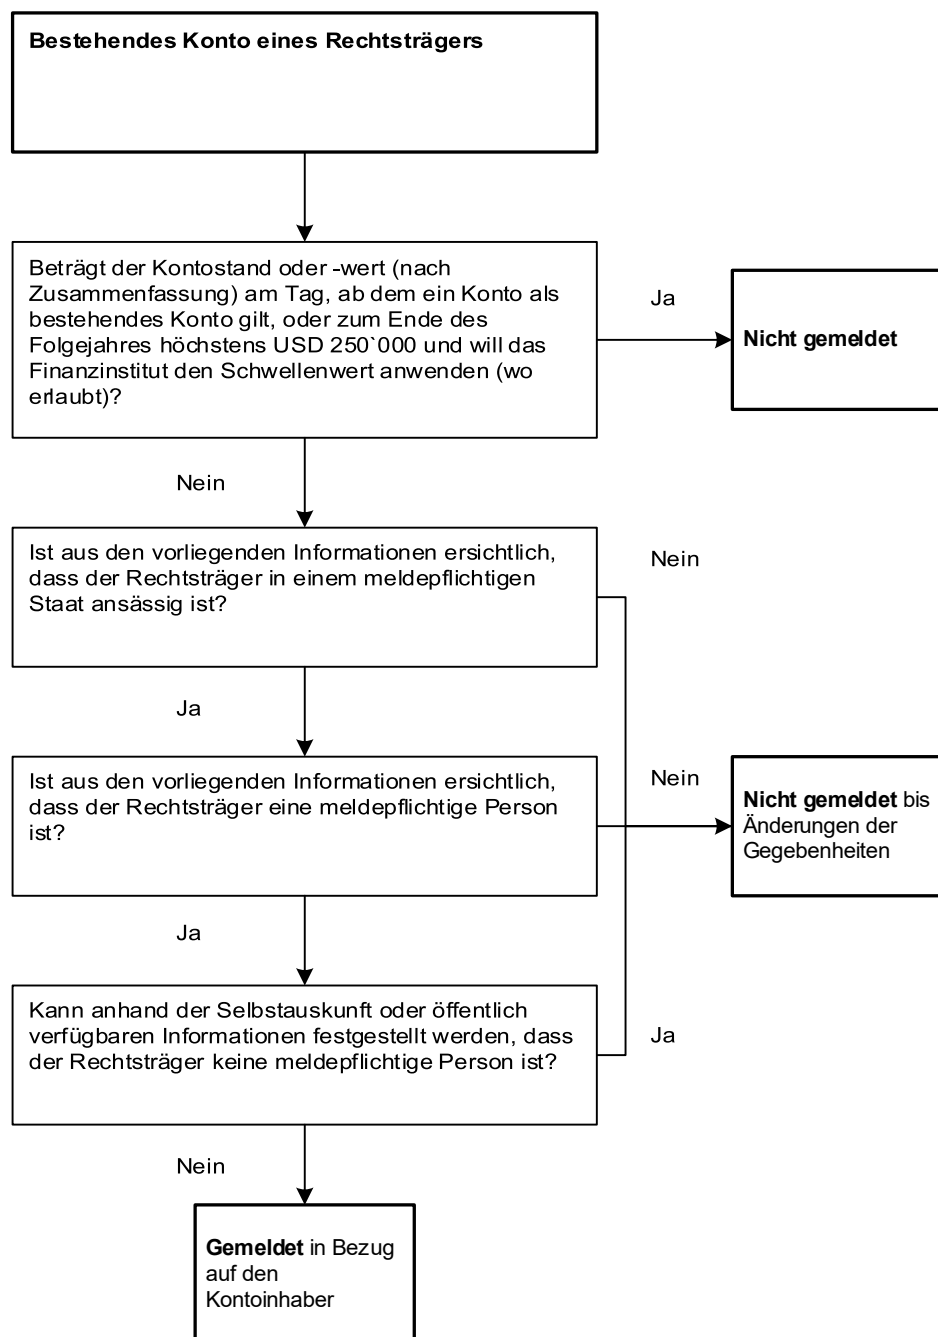 Bestehendes Konto eines Rechtsträgers
Beträgt der Kontostand oder -wert (nach
Zusammenfassung) am Tag, ab dem ein Konto als
bestehendes Konto gilt, oder zum Ende des
Folgejahres höchstens USD 250`000 und will das
Finanzinstitut den Schwellenwert anwenden (wo
erlaubt)?
Ja
Nicht gemeldet
Nein
Ist aus den vorliegenden Informationen ersichtlich,
dass der Rechtsträger in einem meldepflichtigen
Staat ansässig ist?
Nein
Ja
Ist aus den vorliegenden Informationen ersichtlich,
dass der Rechtsträger eine meldepflichtige Person
ist?
Nein
Nicht gemeldet bis
Änderungen der
Gegebenheiten
Ja
Kann anhand der Selbstauskunft oder öffentlich
verfügbaren Informationen festgestellt werden, dass
der Rechtsträger keine meldepflichtige Person ist?
Ja
Nein
Gemeldet in Bezug
auf den
Kontoinhaber